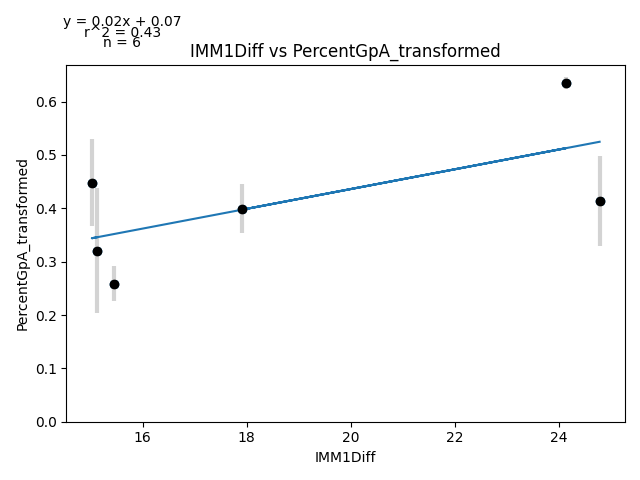 y = 0.02x + 0.07
r^2 = 0.43
n = 6
IMM1Diff vs PercentGpA_transformed
PercentGpA_transformed
0.6
0.5
0.4
0.3
0.2
0.1
0.0
16 18 20 22 24
IMM1Diff